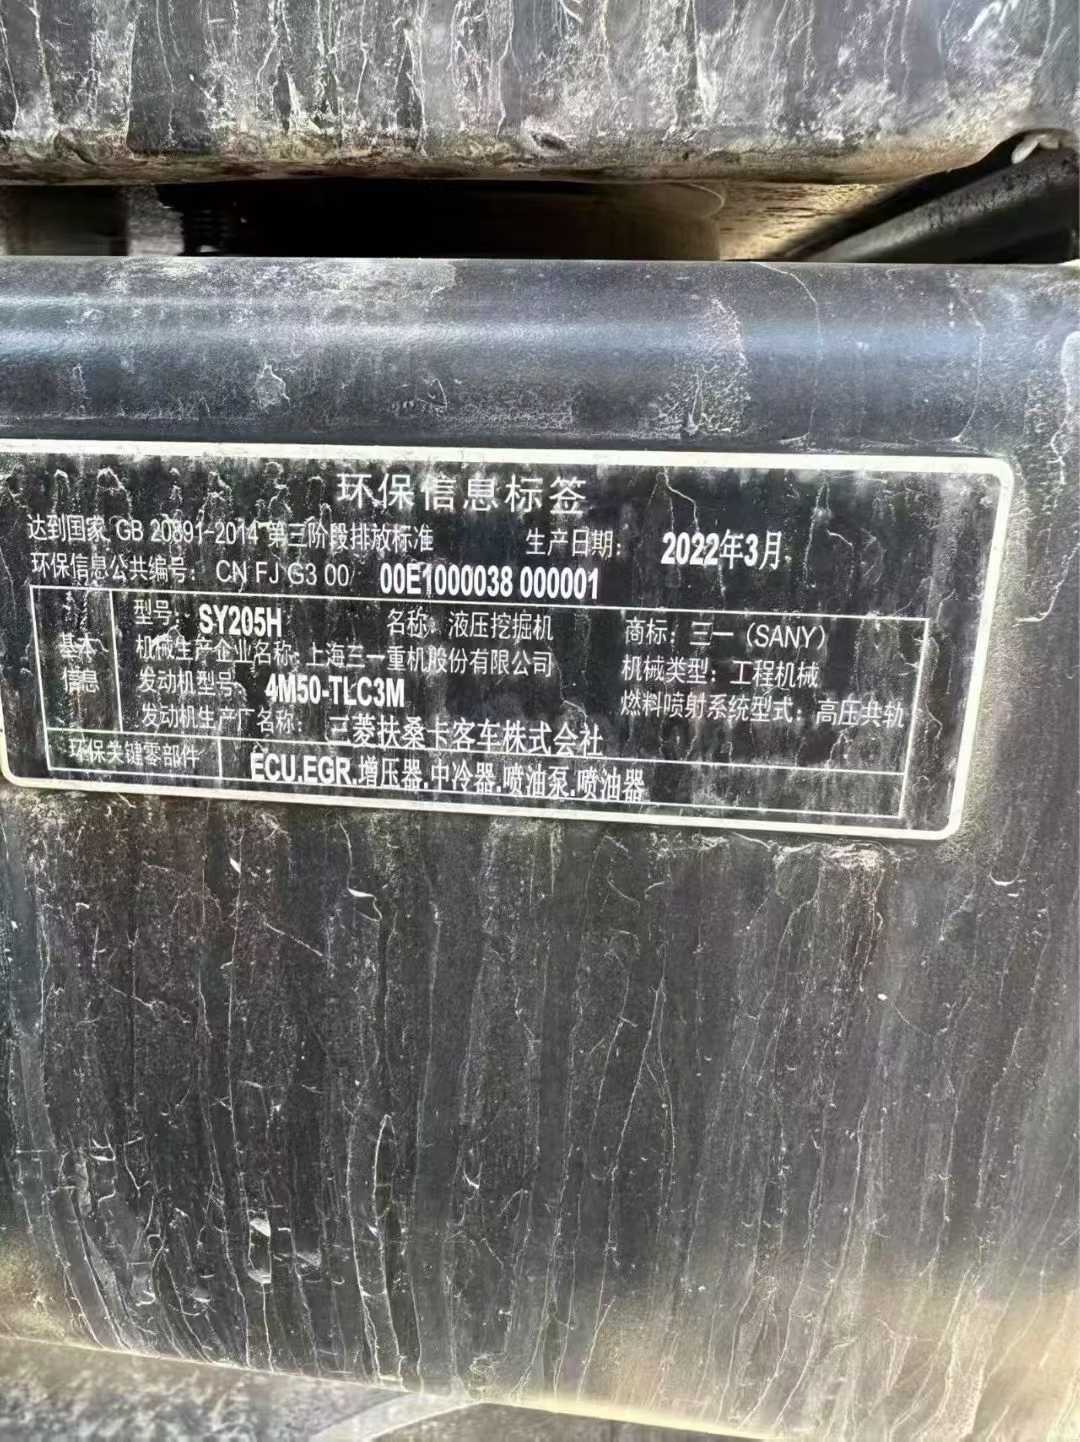 环保信息标签
达到国家 GB 20891-2014 第三阶段排放标准 生产日期： 2022年3月
环保信息公共编号： CN FJ G3 00/ 00E1000038 000001
基本信息
型号： SY205H 名称：液压挖掘机 商标：三一（SANY）
机械生产企业名称：上海三一重机股份有限公司 机械类型：工程机械
发动机型号： 4M50-TLC3M 燃料喷射系统型式：高压共轨
发动机生产厂名称： 三菱扶桑卡客车株式会社
环保关键零部件 ECU.EGR.增压器.中冷器.喷油泵.喷油器